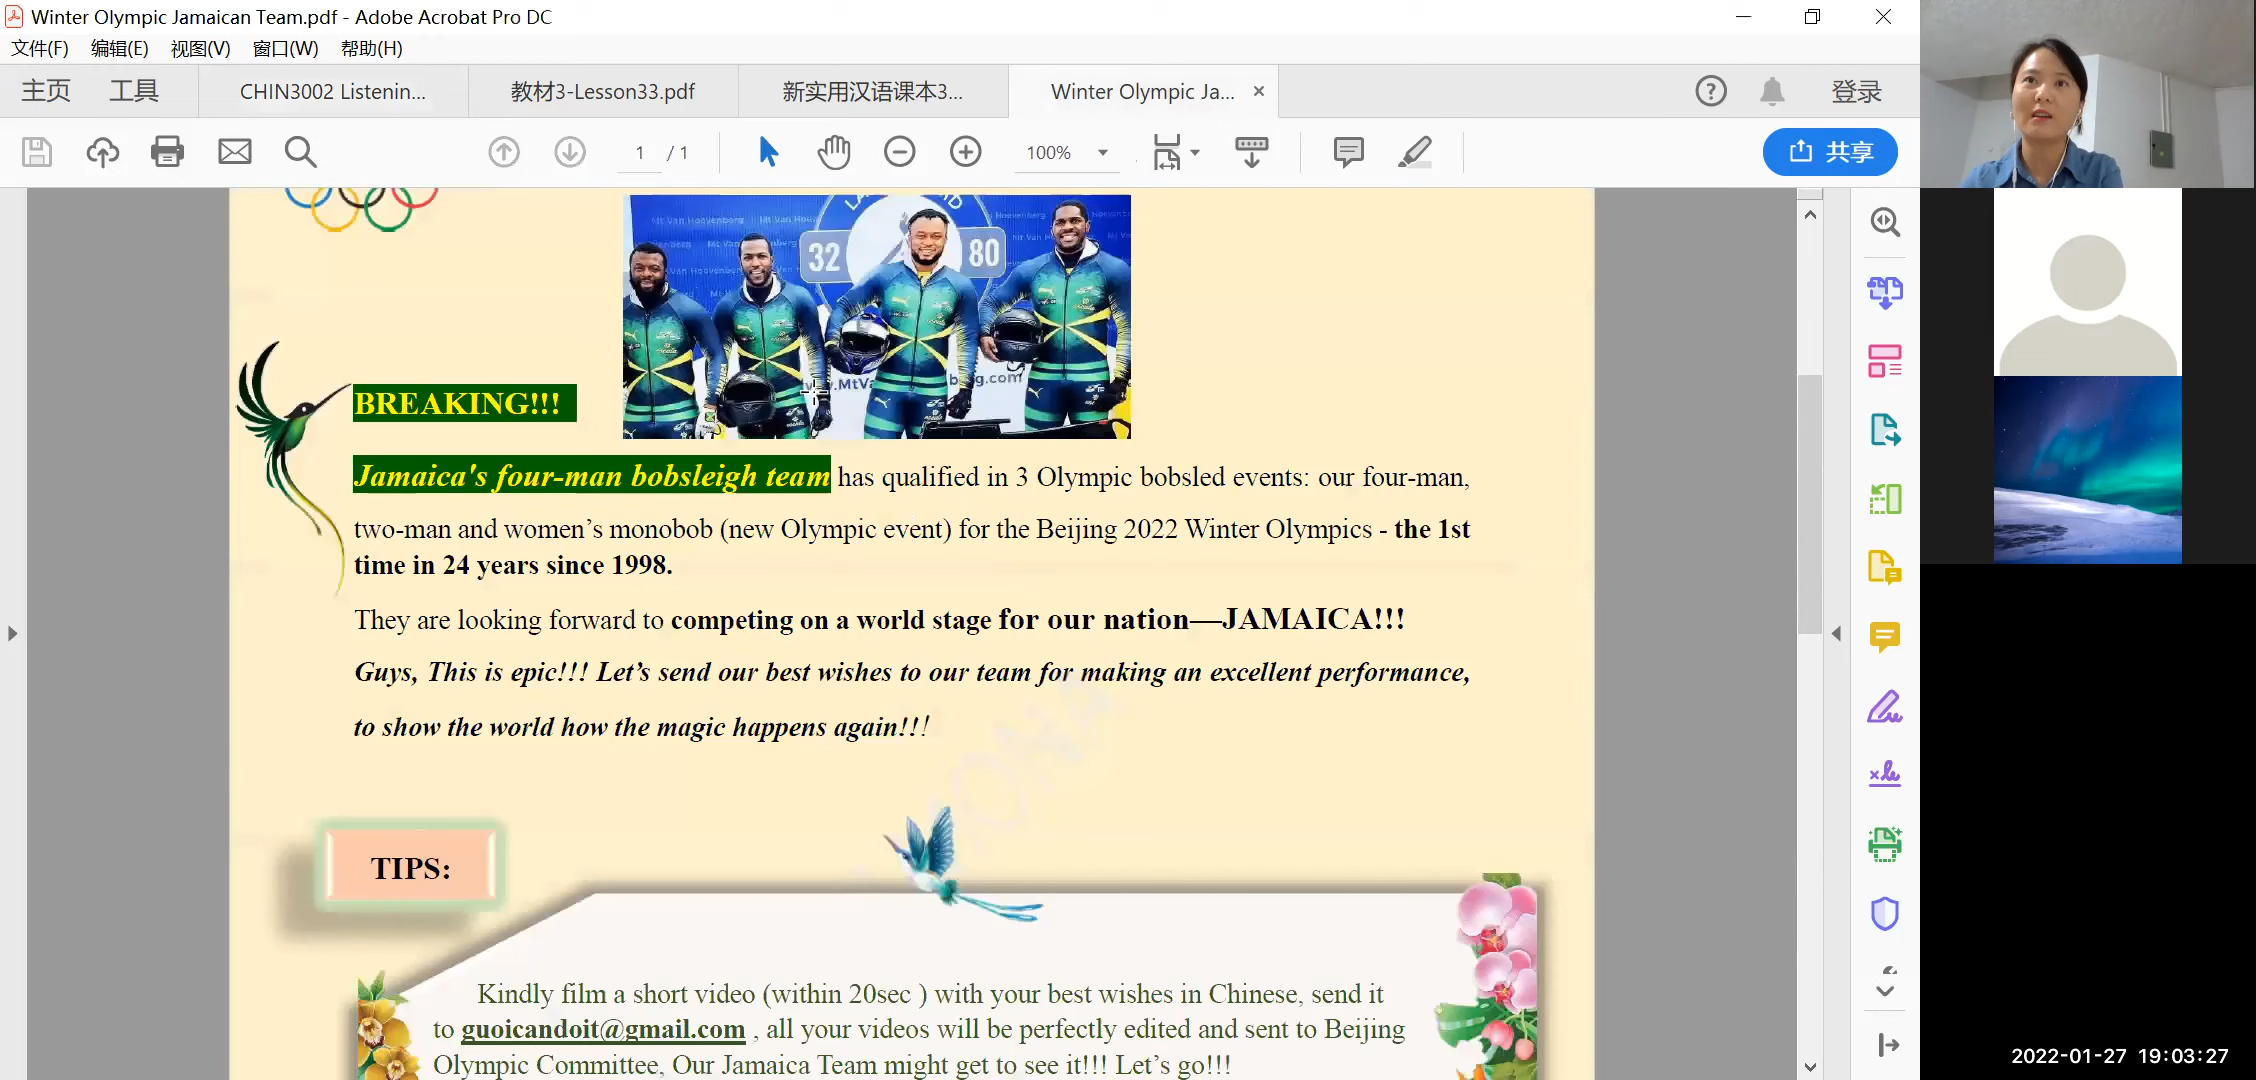 Winter Olympic Jamaican Team.pdf - Adobe Acrobat Pro DC
文件(F) 编辑(E) 视图(V) 窗口(W) 帮助(H)
主页 工具 CHIN3002 Listenin... 教材3-Lesson33.pdf 新实用汉语课本3... Winter Olympic Ja... × 登录
1 / 1 100% 共享
32 80
BREAKING!!!
Jamaica's four-man bobsleigh team has qualified in 3 Olympic bobsled events: our four-man,
two-man and women’s monobob (new Olympic event) for the Beijing 2022 Winter Olympics - the 1st
time in 24 years since 1998.
They are looking forward to competing on a world stage for our nation—JAMAICA!!!
Guys, This is epic!!! Let’s send our best wishes to our team for making an excellent performance,
to show the world how the magic happens again!!!
TIPS:
Kindly film a short video (within 20sec ) with your best wishes in Chinese, send it
to guoicandoit@gmail.com , all your videos will be perfectly edited and sent to Beijing
Olympic Committee, Our Jamaica Team might get to see it!!! Let’s go!!!
2022-01-27 19:03:27